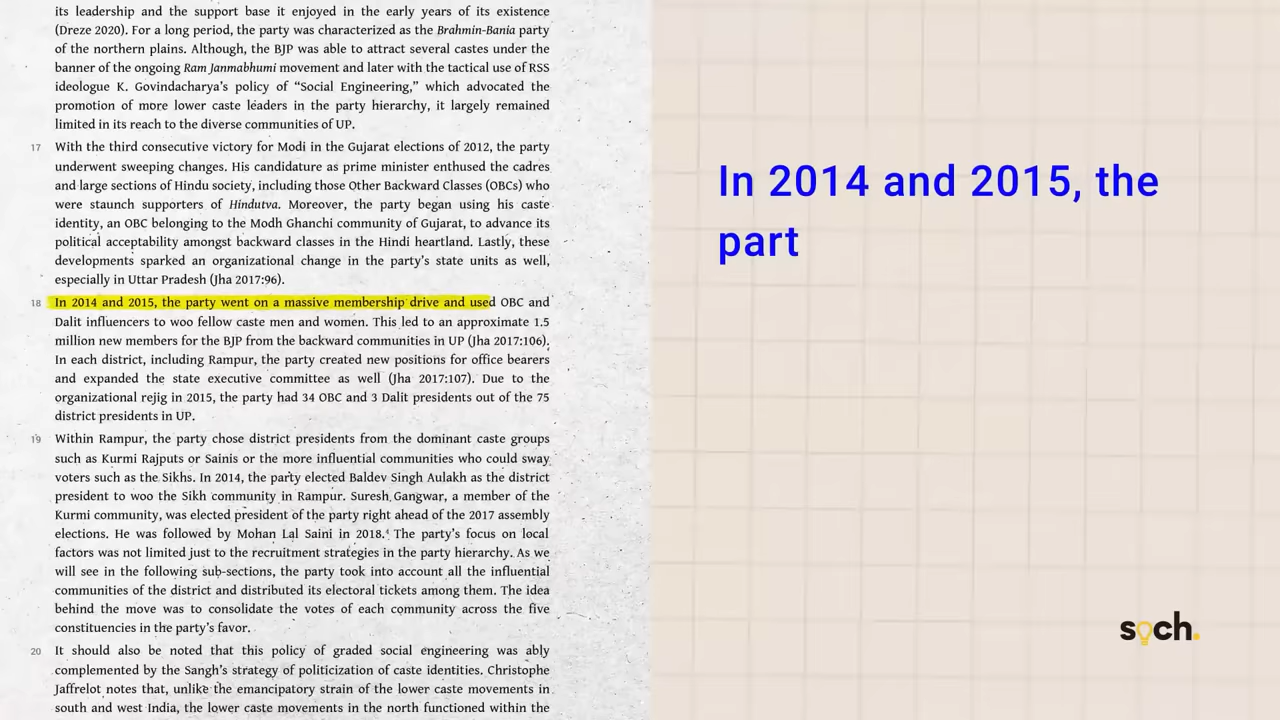 its leadership and the support base it enjoyed in the early years of its existence
(Dreze 2020). For a long period, the party was characterized as the Brahmin-Bania party
of the northern plains. Although, the BJP was able to attract several castes under the
banner of the ongoing Ram Janmabhumi movement and later with the tactical use of RSS
ideologue K. Govindacharya's policy of “Social Engineering,” which advocated the
promotion of more lower caste leaders in the party hierarchy, it largely remained
limited in its reach to the diverse communities of UP.
17 With the third consecutive victory for Modi in the Gujarat elections of 2012, the party
underwent sweeping changes. His candidature as prime minister enthused the cadres
and large sections of Hindu society, including those Other Backward Classes (OBCs) who
were staunch supporters of Hindutva. Moreover, the party began using his caste
identity, an OBC belonging to the Modh Ghanchi community of Gujarat, to advance its
political acceptability amongst backward classes in the Hindi heartland. Lastly, these
developments sparked an organizational change in the party's state units as well,
especially in Uttar Pradesh (Jha 2017:96).
18 In 2014 and 2015, the party went on a massive membership drive and used OBC and
Dalit influencers to woo fellow caste men and women. This led to an approximate 1.5
million new members for the BJP from the backward communities in UP (Jha 2017:106).
In each district, including Rampur, the party created new positions for office bearers
and expanded the state executive committee as well (Jha 2017:107). Due to the
organizational rejig in 2015, the party had 34 OBC and 3 Dalit presidents out of the 75
district presidents in UP.
19 Within Rampur, the party chose district presidents from the dominant caste groups
such as Kurmi Rajputs or Sainis or the more influential communities who could sway
voters such as the Sikhs. In 2014, the party elected Baldev Singh Aulakh as the district
president to woo the Sikh community in Rampur. Suresh Gangwar, a member of the
Kurmi community, was elected president of the party right ahead of the 2017 assembly
elections. He was followed by Mohan Lal Saini in 2018.4 The party's focus on local
factors was not limited just to the recruitment strategies in the party hierarchy. As we
will see in the following sub-sections, the party took into account all the influential
communities of the district and distributed its electoral tickets among them. The idea
behind the move was to consolidate the votes of each community across the five
constituencies in the party's favor.
20 It should also be noted that this policy of graded social engineering was ably
complemented by the Sangh's strategy of politicization of caste identities. Christophe
Jaffrelot notes that, unlike the emancipatory strain of the lower caste movements in
south and west India, the lower caste movements in the north functioned within the
In 2014 and 2015, the
part
soch.